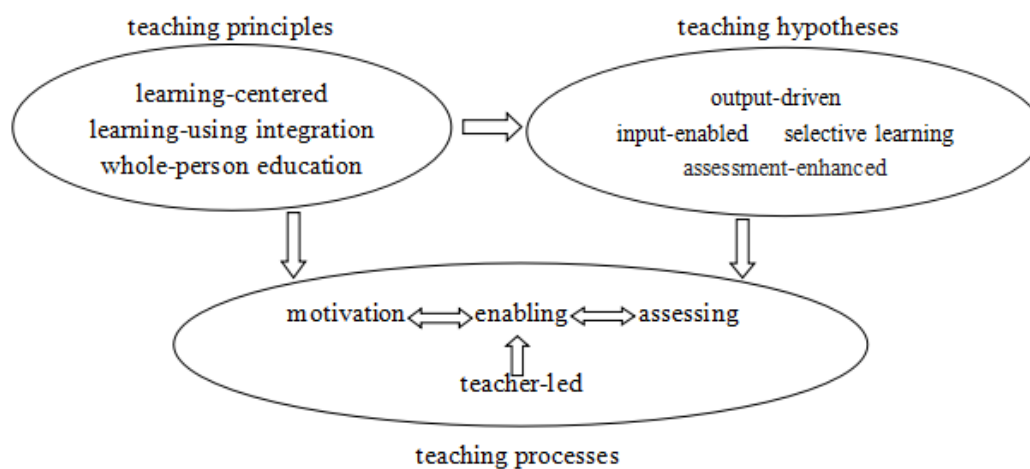 teaching principles
learning-centered
learning-using integration
whole-person education
teaching hypotheses
output-driven
input-enabled selective learning
assessment-enhanced
motivation enabling assessing
teacher-led
teaching processes